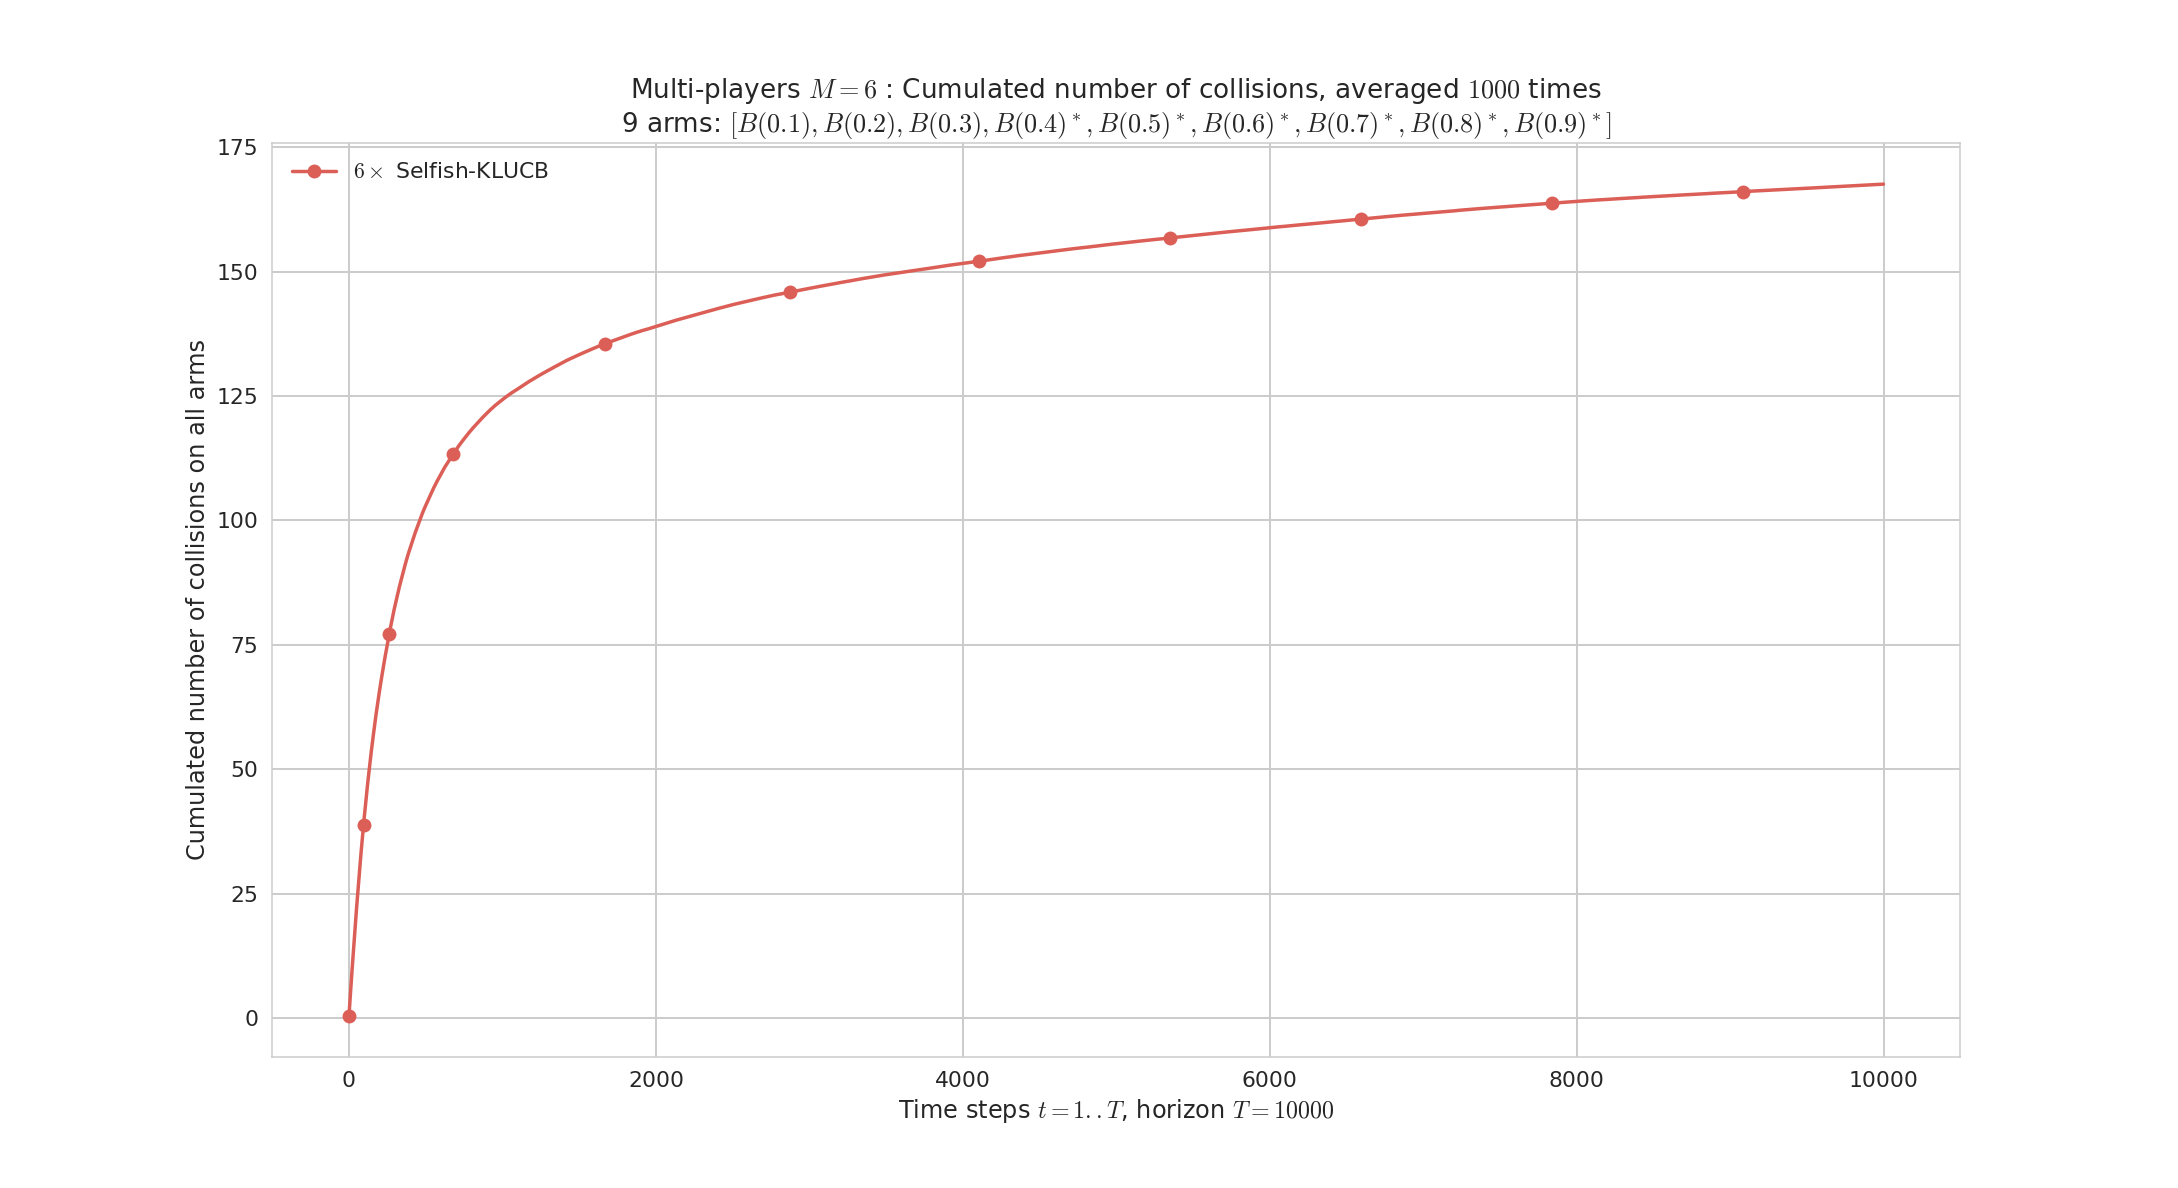 Multi-players M = 6 : Cumulated number of collisions, averaged 1000 times
9 arms: [B(0.1), B(0.2), B(0.3), B(0.4)*, B(0.5)*, B(0.6)*, B(0.7)*, B(0.8)*, B(0.9)*]
6× Selfish-KLUCB
Cumulated number of collisions on all arms
175
150
125
100
75
50
25
0
0 2000 4000 6000 8000 10000
Time steps t = 1..T, horizon T = 10000